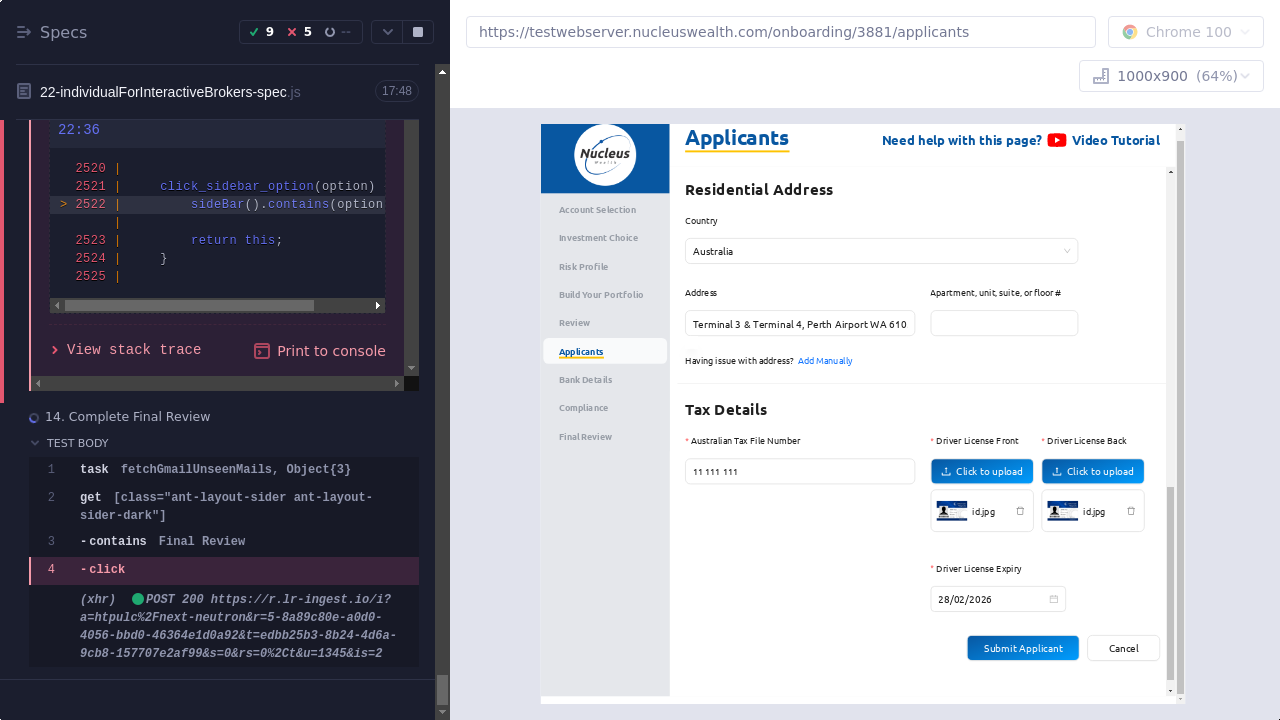 Specs
9
5
--
22-individualForInteractiveBrokers-spec.js
17:48
22:36
2520 |
2521 | click_sidebar_option(option)
> 2522 | sideBar().contains(option
|
2523 | return this;
2524 | }
2525 |
View stack trace
Print to console
14. Complete Final Review
TEST BODY
1 task fetchGmailUnseenMails, Object{3}
2 get [class="ant-layout-sider ant-layout-
sider-dark"]
3 -contains Final Review
4 -click
(xhr) POST 200 https://r.lr-ingest.io/i?
a=htpulc%2Fnext-neutron&r=5-8a89c80e-a0d0-
4056-bbd0-46364e1d0a92&t=edbb25b3-8b24-4d6a-
9cb8-157707e2af99&s=0&rs=0%2Ct&u=1345&is=2
https://testwebserver.nucleuswealth.com/onboarding/3881/applicants
Chrome 100
1000x900 (64%)
Nucleus
Wealth
Account Selection
Investment Choice
Risk Profile
Build Your Portfolio
Review
Applicants
Bank Details
Compliance
Final Review
Applicants
Need help with this page? Video Tutorial
Residential Address
Country
Australia
Address
Apartment, unit, suite, or floor #
Terminal 3 & Terminal 4, Perth Airport WA 610
Having issue with address? Add Manually
Tax Details
* Australian Tax File Number
* Driver License Front
* Driver License Back
11 111 111
Click to upload
Click to upload
id.jpg
id.jpg
* Driver License Expiry
28/02/2026
Submit Applicant
Cancel